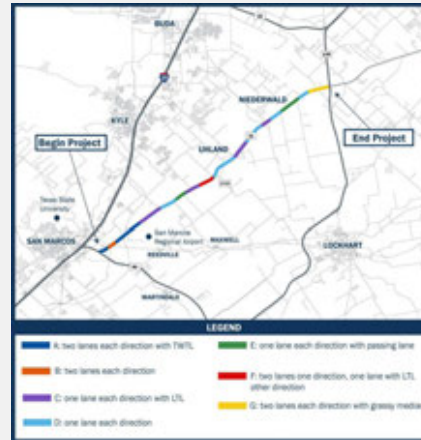 BUDA
KYLE
NIEDERWALD
UHLAND
Begin Project
End Project
Texas State
University
San Marcos
Regional Airport
SAN MARCOS
REEDVILLE
MAXWELL
LOCKHART
MARTINDALE
LEGEND
A: two lanes each direction with TWTL
B: two lanes each direction
C: one lane each direction with LTL
D: one lane each direction
E: one lane each direction with passing lane
F: two lanes one direction, one lane with LTL
other direction
G: two lanes each direction with grassy media